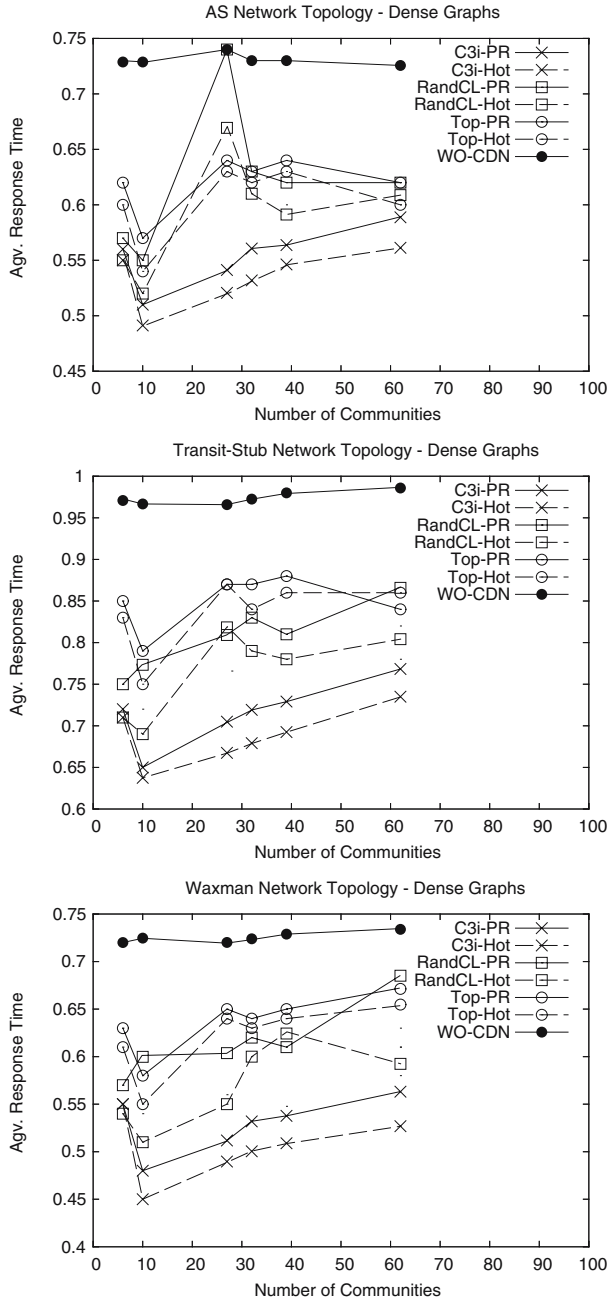 AS Network Topology - Dense Graphs
0.75
0.7
0.65
0.6
0.55
0.5
0.45
Agv. Response Time
C3i-PR
C3i-Hot
RandCL-PR
RandCL-Hot
Top-PR
Top-Hot
WO-CDN
0 10 20 30 40 50 60 70 80 90 100
Number of Communities
Transit-Stub Network Topology - Dense Graphs
1
0.95
0.9
0.85
0.8
0.75
0.7
0.65
0.6
Agv. Response Time
C3i-PR
C3i-Hot
RandCL-PR
RandCL-Hot
Top-PR
Top-Hot
WO-CDN
0 10 20 30 40 50 60 70 80 90 100
Number of Communities
Waxman Network Topology - Dense Graphs
0.75
0.7
0.65
0.6
0.55
0.5
0.45
0.4
Agv. Response Time
C3i-PR
C3i-Hot
RandCL-PR
RandCL-Hot
Top-PR
Top-Hot
WO-CDN
0 10 20 30 40 50 60 70 80 90 100
Number of Communities